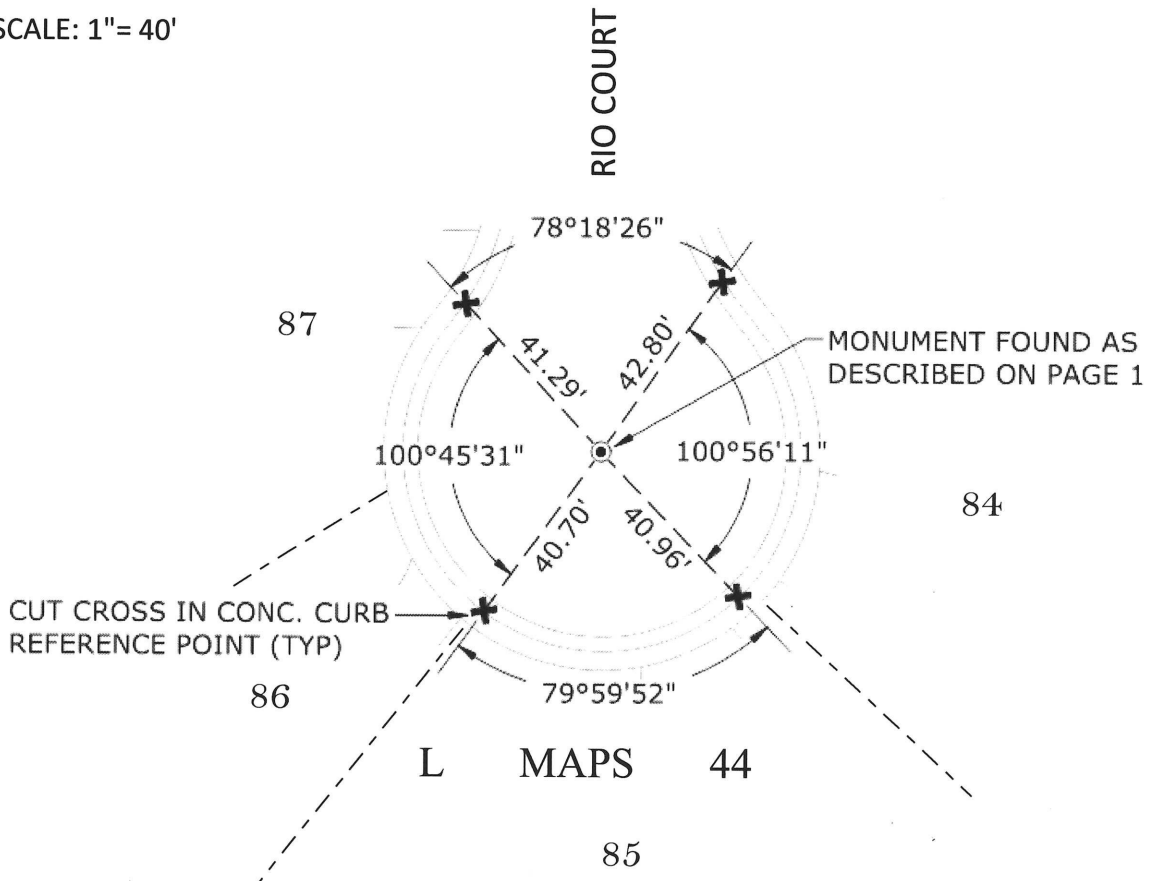 SCALE: 1"= 40'
RIO COURT
78°18'26"
87
41.29'
42.80'
MONUMENT FOUND AS
DESCRIBED ON PAGE 1
100°45'31"
100°56'11"
84
40.70'
40.96'
CUT CROSS IN CONC. CURB
REFERENCE POINT (TYP)
86
79°59'52"
L MAPS 44
85